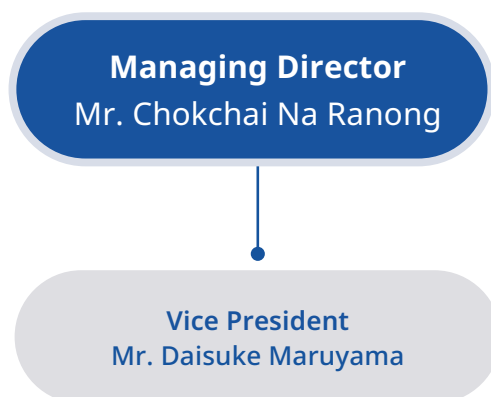 Managing Director
Mr. Chokchai Na Ranong
Vice President
Mr. Daisuke Maruyama